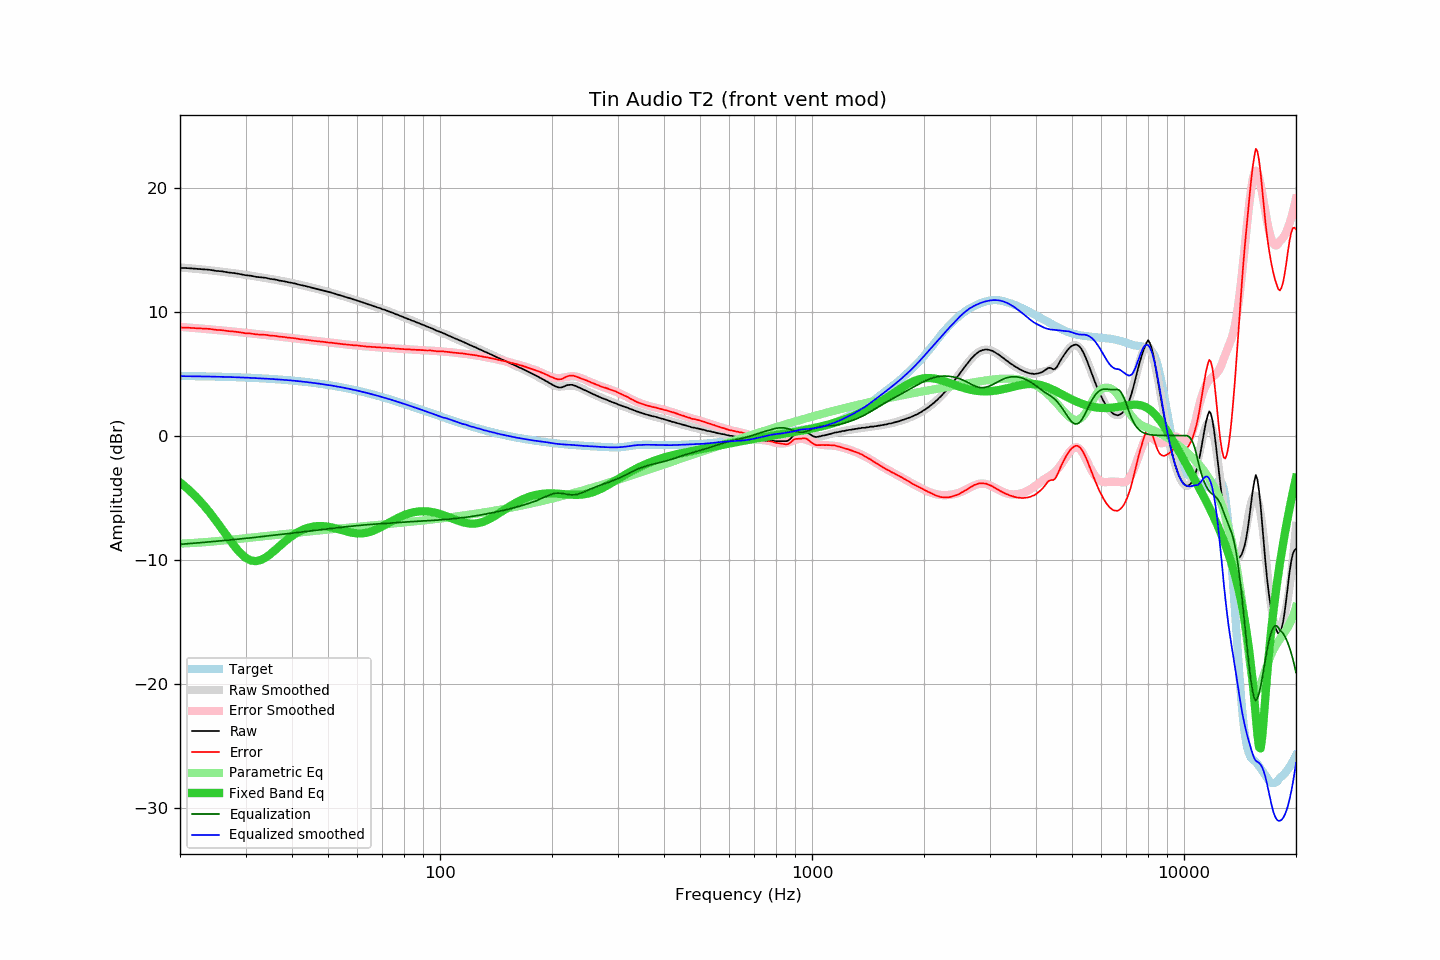 Tin Audio T2 (front vent mod)
20
10
0
−10
−20
−30
Amplitude (dBr)
Target
Raw Smoothed
Error Smoothed
Raw
Error
Parametric Eq
Fixed Band Eq
Equalization
Equalized smoothed
100
1000
10000
Frequency (Hz)